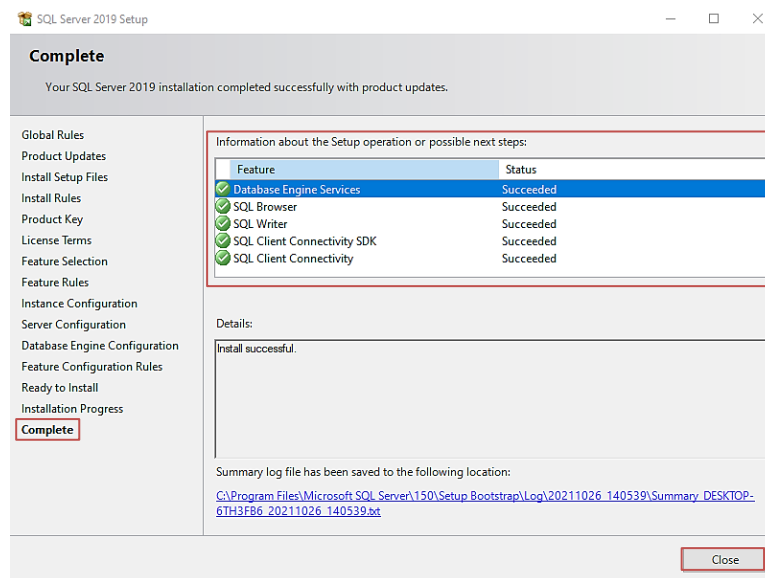 SQL Server 2019 Setup
Complete
Your SQL Server 2019 installation completed successfully with product updates.
Global Rules
Product Updates
Install Setup Files
Install Rules
Product Key
License Terms
Feature Selection
Feature Rules
Instance Configuration
Server Configuration
Database Engine Configuration
Feature Configuration Rules
Ready to Install
Installation Progress
Complete
Information about the Setup operation or possible next steps:
Feature Status
Database Engine Services Succeeded
SQL Browser Succeeded
SQL Writer Succeeded
SQL Client Connectivity SDK Succeeded
SQL Client Connectivity Succeeded
Details:
Install successful.
Summary log file has been saved to the following location:
C:\Program Files\Microsoft SQL Server\150\Setup Bootstrap\Log\20211026_140539\Summary_DESKTOP-
6TH3FB6_20211026_140539.txt
Close